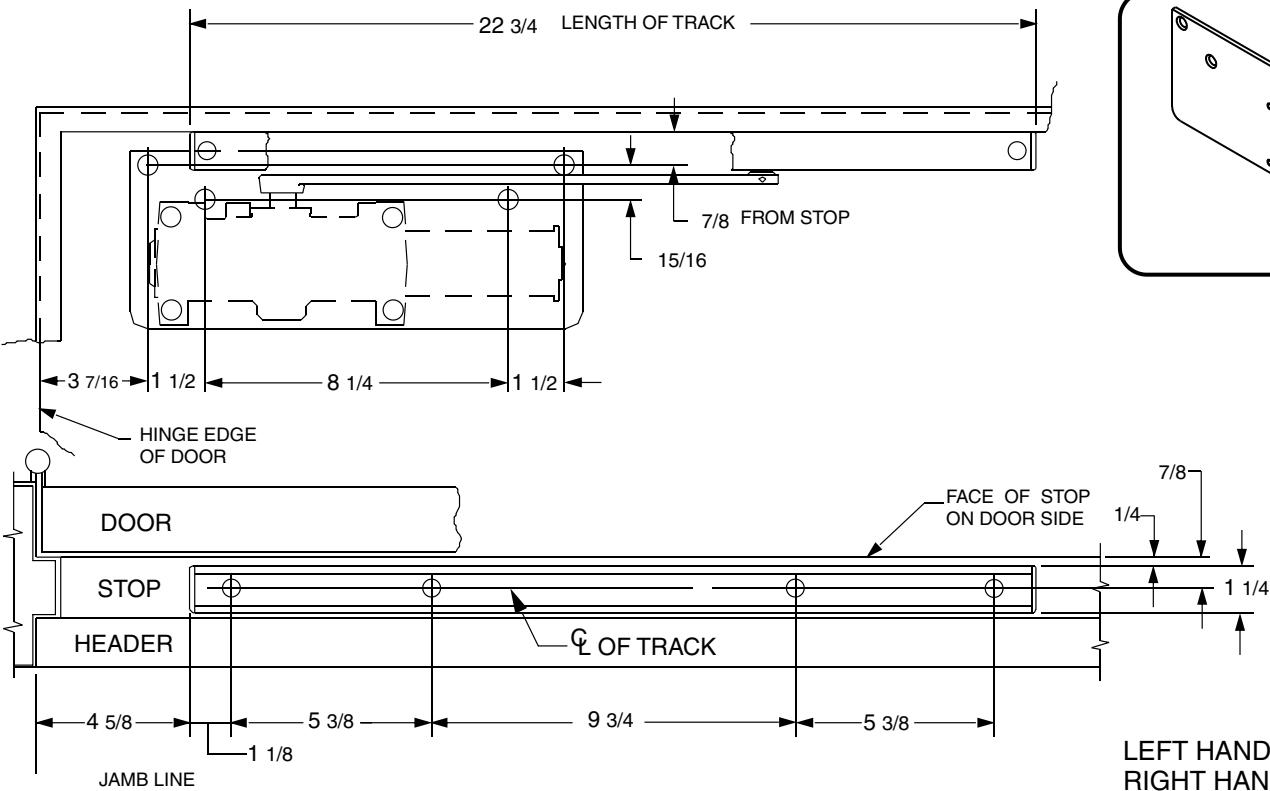 22 3/4 LENGTH OF TRACK
7/8 FROM STOP
15/16
3 7/16
1 1/2
8 1/4
1 1/2
HINGE EDGE
OF DOOR
7/8
FACE OF STOP
ON DOOR SIDE
1/4
DOOR
STOP
1 1/4
HEADER
℄ OF TRACK
4 5/8
5 3/8
9 3/4
5 3/8
1 1/8
JAMB LINE
LEFT HAND
RIGHT HAN